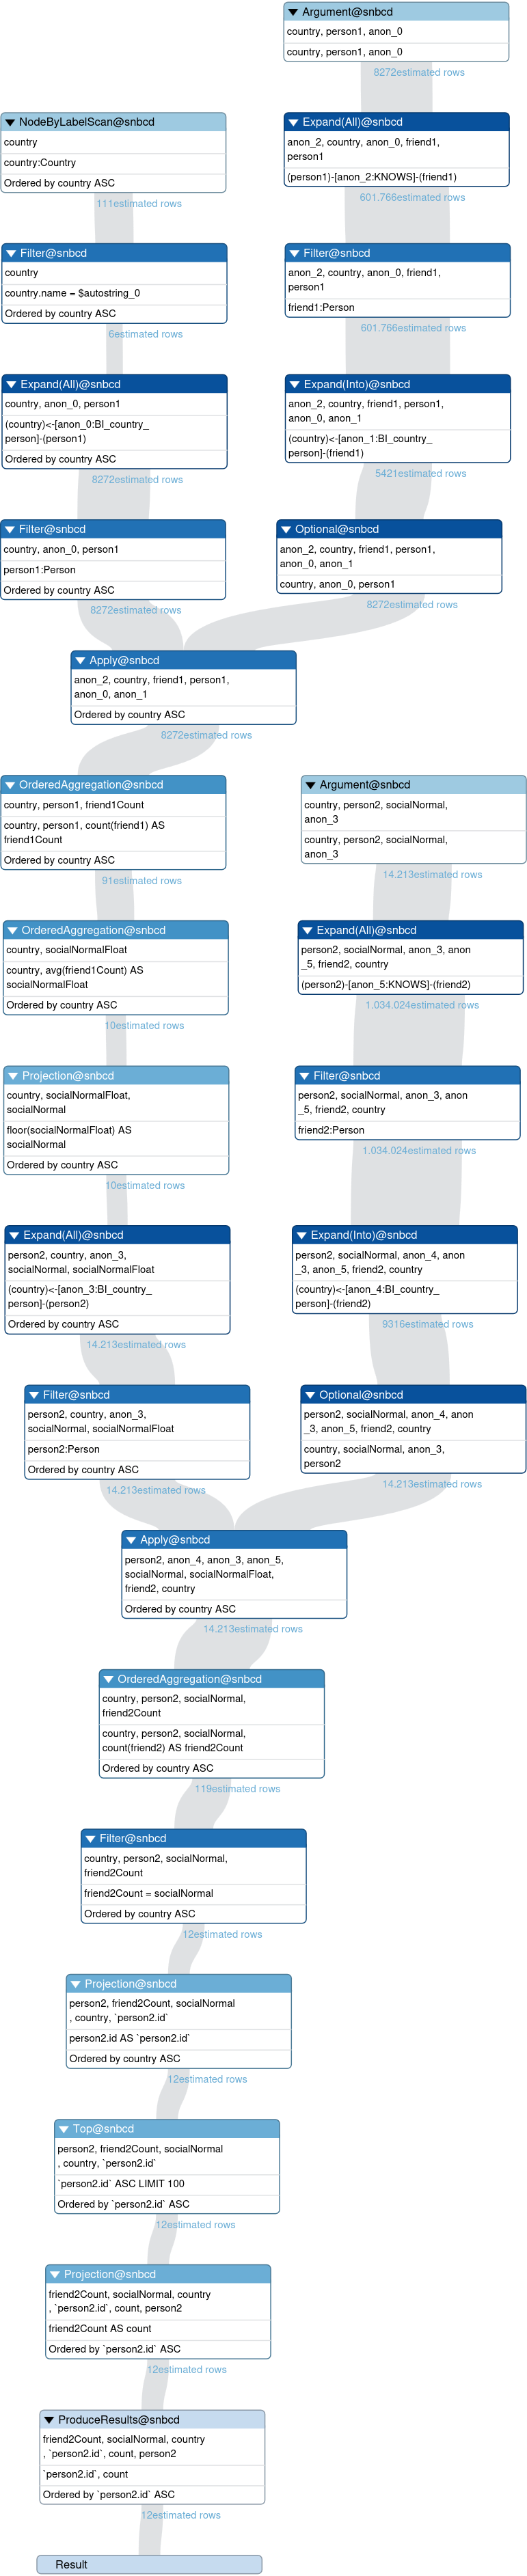 Argument@snbcd
country, person1, anon_0
country, person1, anon_0
8272estimated rows
NodeByLabelScan@snbcd
country
country:Country
Ordered by country ASC
111estimated rows
Expand(All)@snbcd
anon_2, country, anon_0, friend1,
person1
(person1)-[anon_2:KNOWS]-(friend1)
601.766estimated rows
Filter@snbcd
country
country.name = $autostring_0
Ordered by country ASC
6estimated rows
Filter@snbcd
anon_2, country, anon_0, friend1,
person1
friend1:Person
601.766estimated rows
Expand(All)@snbcd
country, anon_0, person1
(country)<-[anon_0:BI_country_
person]-(person1)
Ordered by country ASC
8272estimated rows
Expand(Into)@snbcd
anon_2, country, friend1, person1,
anon_0, anon_1
(country)<-[anon_1:BI_country_
person]-(friend1)
5421estimated rows
Filter@snbcd
country, anon_0, person1
person1:Person
Ordered by country ASC
8272estimated rows
Optional@snbcd
anon_2, country, friend1, person1,
anon_0, anon_1
country, anon_0, person1
8272estimated rows
Apply@snbcd
anon_2, country, friend1, person1,
anon_0, anon_1
Ordered by country ASC
8272estimated rows
OrderedAggregation@snbcd
country, person1, friend1Count
country, person1, count(friend1) AS
friend1Count
Ordered by country ASC
91estimated rows
Argument@snbcd
country, person2, socialNormal,
anon_3
country, person2, socialNormal,
anon_3
14.213estimated rows
OrderedAggregation@snbcd
country, socialNormalFloat
country, avg(friend1Count) AS
socialNormalFloat
Ordered by country ASC
10estimated rows
Expand(All)@snbcd
person2, socialNormal, anon_3, anon
_5, friend2, country
(person2)-[anon_5:KNOWS]-(friend2)
1.034.024estimated rows
Projection@snbcd
country, socialNormalFloat,
socialNormal
floor(socialNormalFloat) AS
socialNormal
Ordered by country ASC
10estimated rows
Filter@snbcd
person2, socialNormal, anon_3, anon
_5, friend2, country
friend2:Person
1.034.024estimated rows
Expand(All)@snbcd
person2, country, anon_3,
socialNormal, socialNormalFloat
(country)<-[anon_3:BI_country_
person]-(person2)
Ordered by country ASC
14.213estimated rows
Expand(Into)@snbcd
person2, socialNormal, anon_4, anon
_3, anon_5, friend2, country
(country)<-[anon_4:BI_country_
person]-(friend2)
9316estimated rows
Filter@snbcd
person2, country, anon_3,
socialNormal, socialNormalFloat
person2:Person
Ordered by country ASC
14.213estimated rows
Optional@snbcd
person2, socialNormal, anon_4, anon
_3, anon_5, friend2, country
country, socialNormal, anon_3,
person2
14.213estimated rows
Apply@snbcd
person2, anon_4, anon_3, anon_5,
socialNormal, socialNormalFloat,
friend2, country
Ordered by country ASC
14.213estimated rows
OrderedAggregation@snbcd
country, person2, socialNormal,
friend2Count
country, person2, socialNormal,
count(friend2) AS friend2Count
Ordered by country ASC
119estimated rows
Filter@snbcd
country, person2, socialNormal,
friend2Count
friend2Count = socialNormal
Ordered by country ASC
12estimated rows
Projection@snbcd
person2, friend2Count, socialNormal
, country, `person2.id`
person2.id AS `person2.id`
Ordered by country ASC
12estimated rows
Top@snbcd
person2, friend2Count, socialNormal
, country, `person2.id`
`person2.id` ASC LIMIT 100
Ordered by `person2.id` ASC
12estimated rows
Projection@snbcd
friend2Count, socialNormal, country
, `person2.id`, count, person2
friend2Count AS count
Ordered by `person2.id` ASC
12estimated rows
ProduceResults@snbcd
friend2Count, socialNormal, country
, `person2.id`, count, person2
`person2.id`, count
Ordered by `person2.id` ASC
12estimated rows
Result